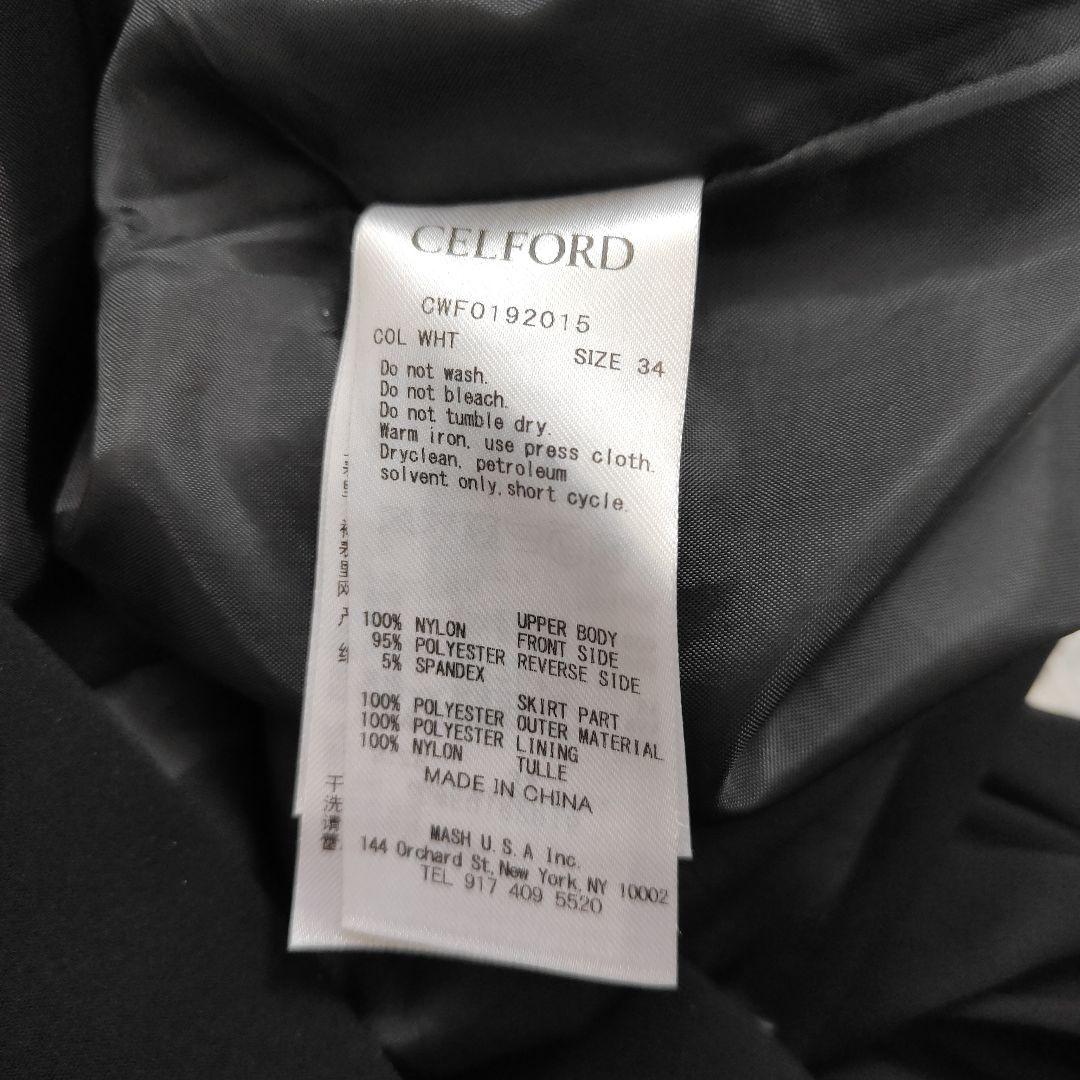 CELFORD
CWF0192015
COL WHT SIZE 34
Do not wash.
Do not bleach.
Do not tumble dry.
Warm iron, use press cloth.
Dryclean, petroleum
solvent only, short cycle.
100% NYLON UPPER BODY
95% POLYESTER FRONT SIDE
5% SPANDEX REVERSE SIDE
100% POLYESTER SKIRT PART
100% POLYESTER OUTER MATERIAL
100% NYLON LINING
TULLE
MADE IN CHINA
MASH U.S.A Inc.
144 Orchard St., New York, NY 10002
TEL 917 409 5520
干洗请